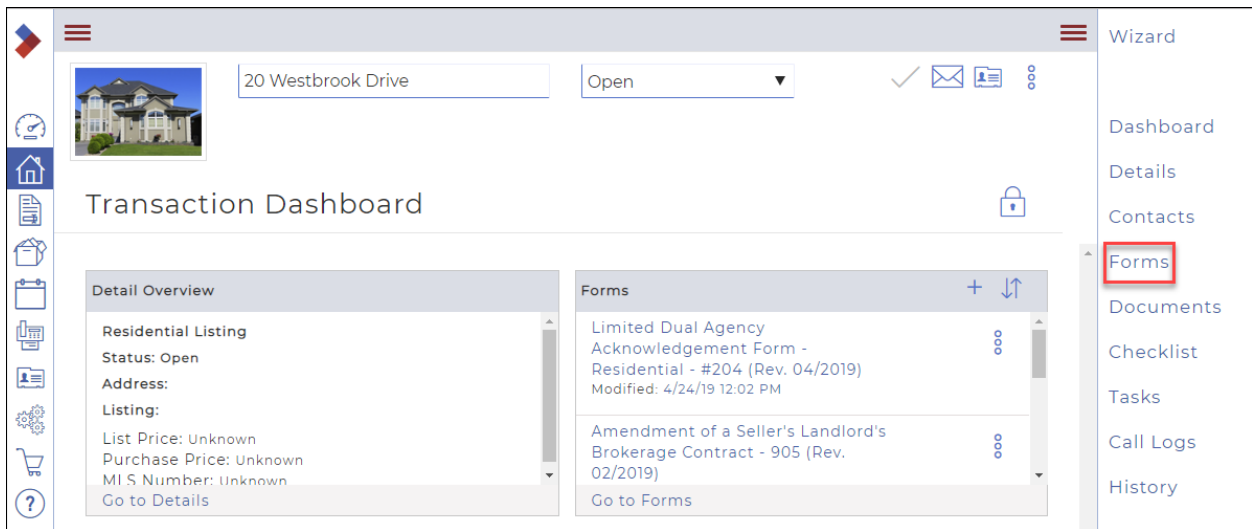 Wizard
20 Westbrook Drive
Open
Dashboard
Details
Transaction Dashboard
Contacts
Forms
Documents
Checklist
Tasks
Call Logs
History
Detail Overview
Residential Listing
Status: Open
Address:
Listing:
List Price: Unknown
Purchase Price: Unknown
MLS Number: Unknown
Go to Details
Forms
Limited Dual Agency
Acknowledgement Form -
Residential - #204 (Rev. 04/2019)
Modified: 4/24/19 12:02 PM
Amendment of a Seller's Landlord's
Brokerage Contract - 905 (Rev.
02/2019)
Go to Forms
?